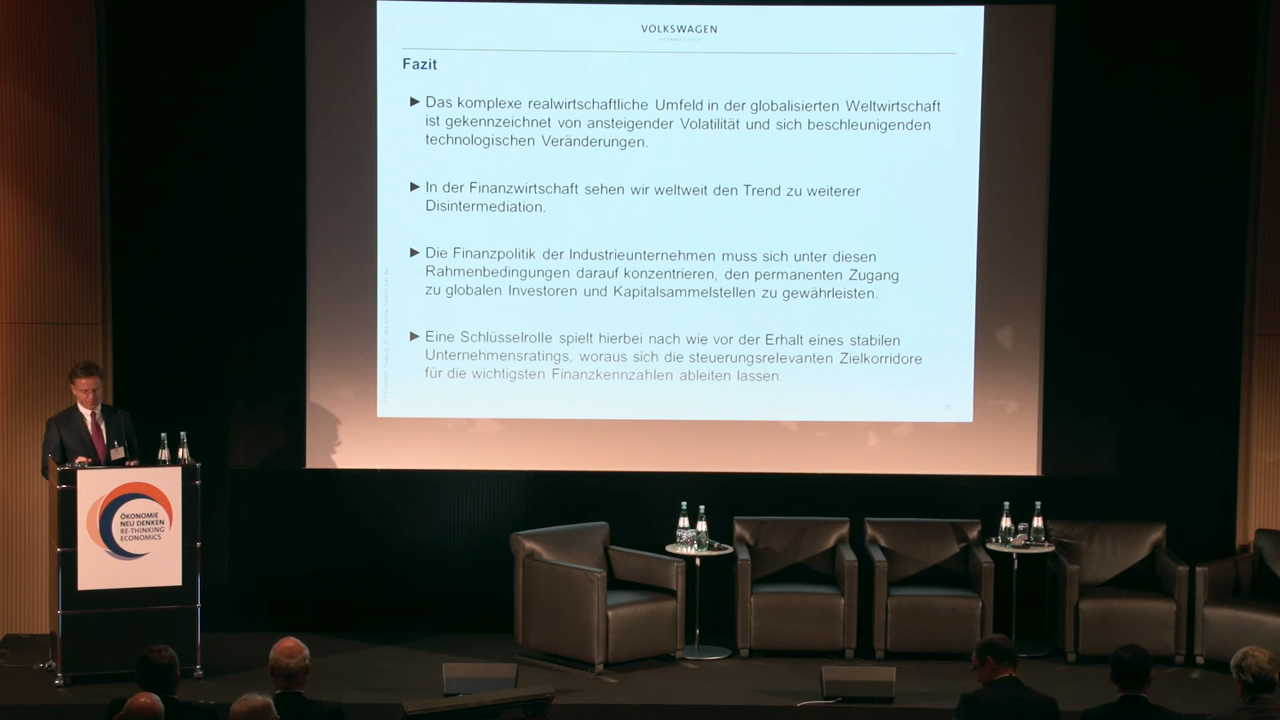 VOLKSWAGEN
Fazit
► Das komplexe realwirtschaftliche Umfeld in der globalisierten Weltwirtschaft
ist gekennzeichnet von ansteigender Volatilität und sich beschleunigenden
technologischen Veränderungen.
► In der Finanzwirtschaft sehen wir weltweit den Trend zu weiterer
Disintermediation.
► Die Finanzpolitik der Industrieunternehmen muss sich unter diesen
Rahmenbedingungen darauf konzentrieren, den permanenten Zugang
zu globalen Investoren und Kapitalsammelstellen zu gewährleisten.
► Eine Schlüsselrolle spielt hierbei nach wie vor der Erhalt eines stabilen
Unternehmensratings, woraus sich die steuerungsrelevanten Zielkorridore
für die wichtigsten Finanzkennzahlen ableiten lassen.
ÖKONOMIE
NEU DENKEN
RE-THINKING
ECONOMICS